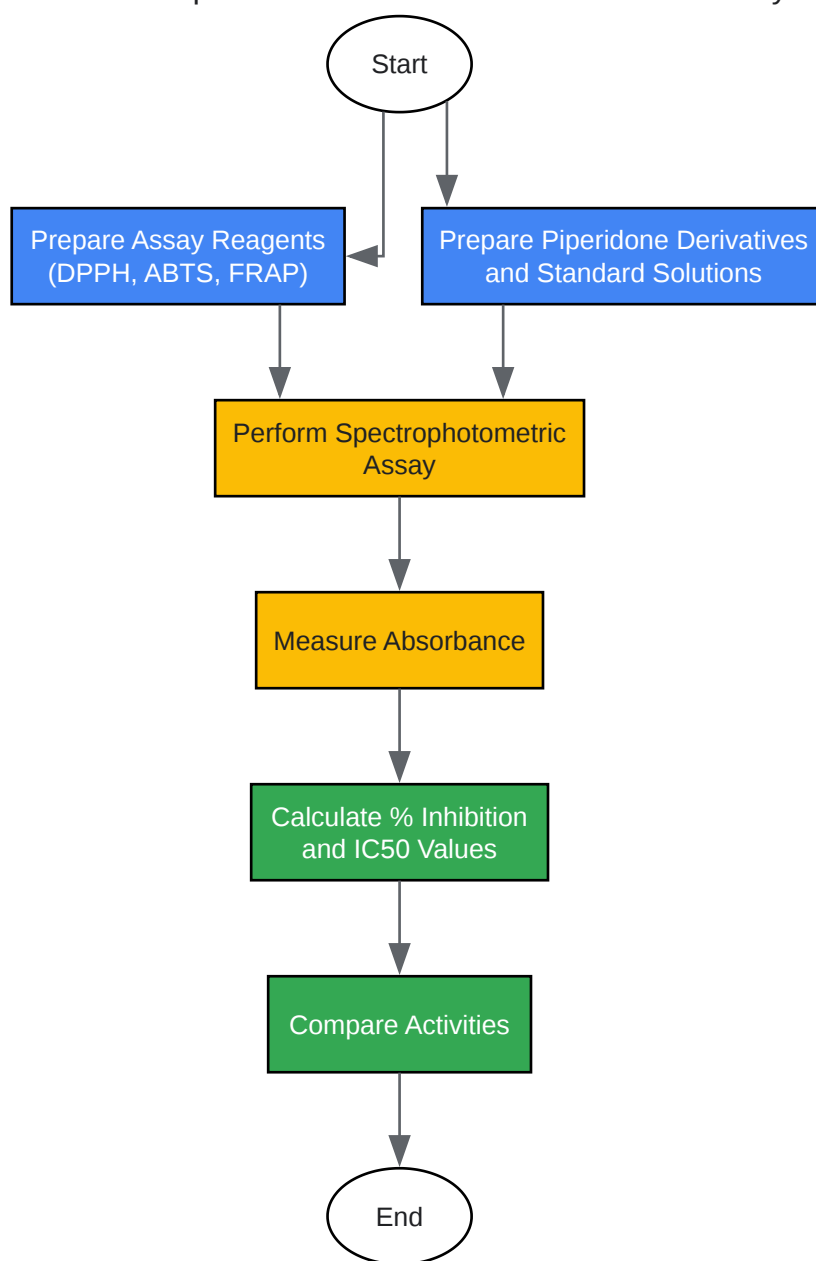 Start
Prepare Assay Reagents
(DPPH, ABTS, FRAP)
Prepare Piperidone Derivatives
and Standard Solutions
Perform Spectrophotometric
Assay
Measure Absorbance
Calculate % Inhibition
and IC50 Values
Compare Activities
End